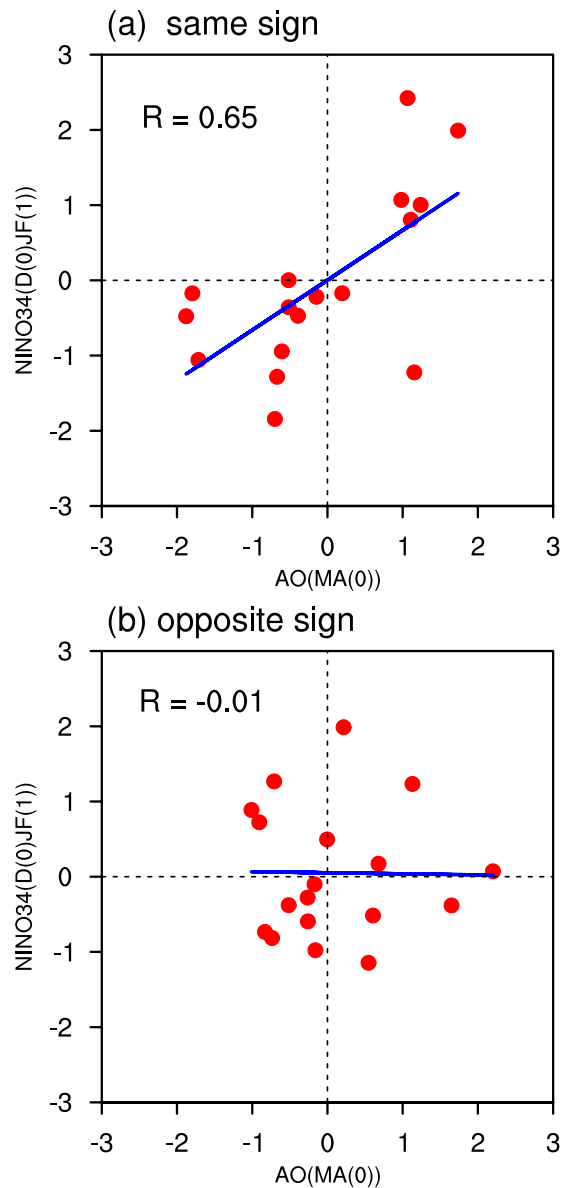 (a) same sign
3
R = 0.65
2
1
0
-1
-2
-3
NINO34(D(0)JF(1))
-3 -2 -1 0 1 2 3
AO(MA(0))
(b) opposite sign
3
R = -0.01
2
1
0
-1
-2
-3
NINO34(D(0)JF(1))
-3 -2 -1 0 1 2 3
AO(MA(0))